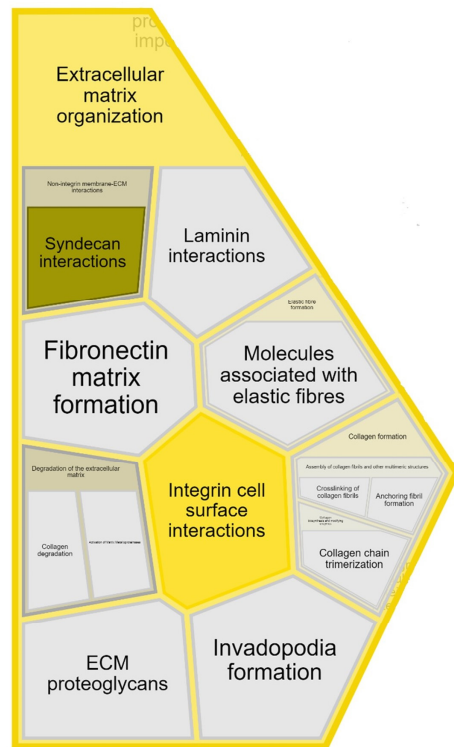 Extracellular
matrix
organization
Non-integrin membrane-ECM
interactions
Syndecan
interactions
Laminin
interactions
Elastic fibre
formation
Fibronectin
matrix
formation
Molecules
associated with
elastic fibres
Collagen formation
Degradation of the extracellular
matrix
Integrin cell
surface
interactions
Assembly of collagen fibrils and other multimeric structures
Crosslinking of
collagen fibrils
Anchoring fibril
formation
Collagen
degradation
Collagen chain
trimerization
ECM
proteoglycans
Invadopodia
formation